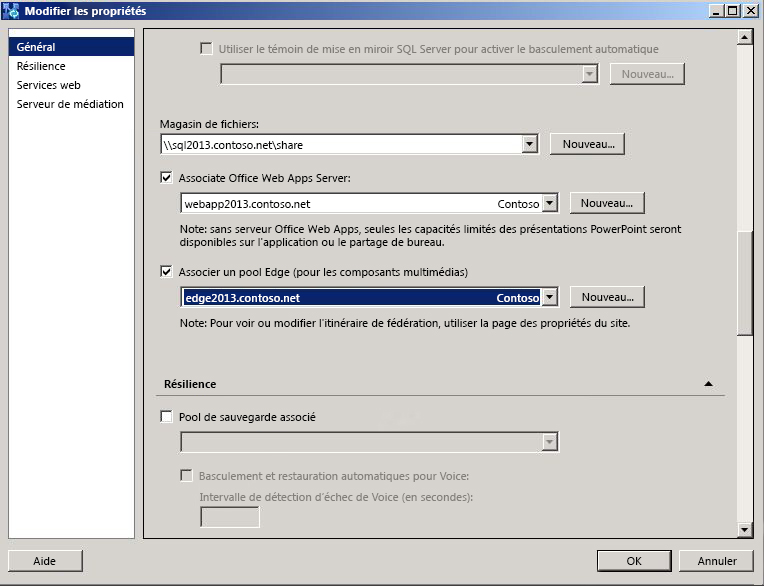 Modifier les propriétés
Général
Résilience
Services web
Serveur de médiation
Utiliser le témoin de mise en miroir SQL Server pour activer le basculement automatique
Nouveau...
Magasin de fichiers:
\\sql2013.contoso.net\share
Nouveau...
Associate Office Web Apps Server:
webapp2013.contoso.net Contoso
Nouveau...
Note: sans serveur Office Web Apps, seules les capacités limités des présentations PowerPoint seront
disponibles sur l'application ou le partage de bureau.
Associer un pool Edge (pour les composants multimédias)
edge2013.contoso.net Contoso
Nouveau...
Note: Pour voir ou modifier l'itinéraire de fédération, utiliser la page des propriétés du site.
Résilience
Pool de sauvegarde associé
Basculement et restauration automatiques pour Voice:
Intervalle de détection d'échec de Voice (en secondes):
Aide
OK
Annuler